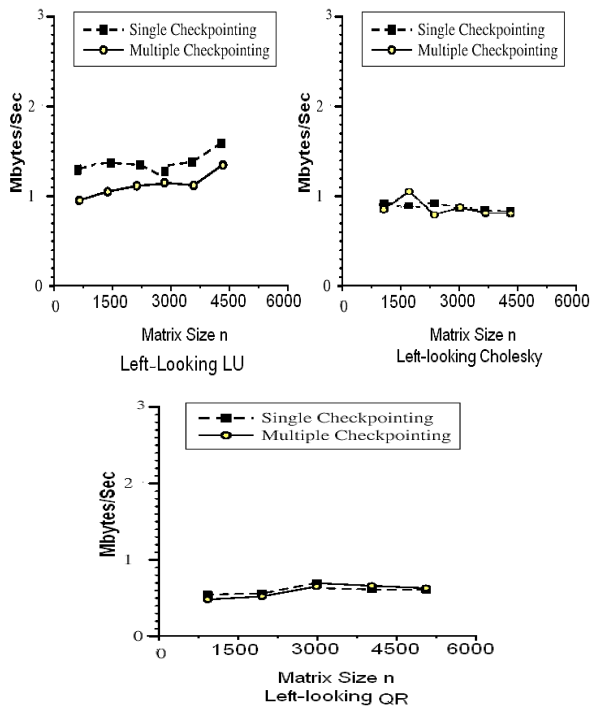 Single Checkpointing
Multiple Checkpointing
Mbytes/Sec
3
2
1
0
0 1500 3000 4500 6000
Matrix Size n
Left-Looking LU
Single Checkpointing
Multiple Checkpointing
Mbytes/Sec
3
2
1
0
0 1500 3000 4500 6000
Matrix Size n
Left-looking Cholesky
Single Checkpointing
Multiple Checkpointing
Mbytes/Sec
3
2
1
0
0 1500 3000 4500 6000
Matrix Size n
Left-looking QR